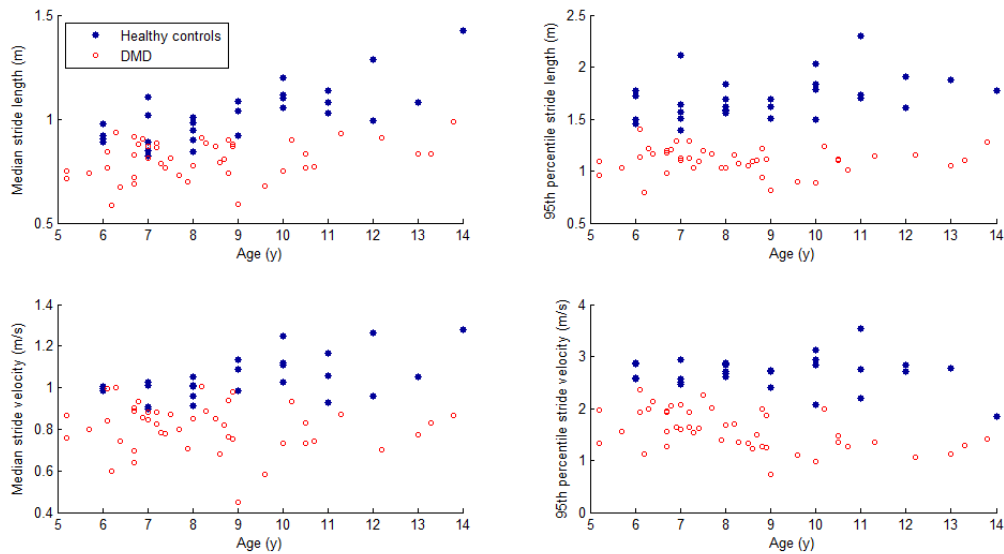 Median stride length (m)
1.5
1
0.5
Healthy controls
DMD
5 6 7 8 9 10 11 12 13 14
Age (y)
95th percentile stride length (m)
2.5
2
1.5
1
0.5
5 6 7 8 9 10 11 12 13 14
Age (y)
Median stride velocity (m/s)
1.4
1.2
1
0.8
0.6
0.4
5 6 7 8 9 10 11 12 13 14
Age (y)
95th percentile stride velocity (m/s)
4
3
2
1
0
5 6 7 8 9 10 11 12 13 14
Age (y)